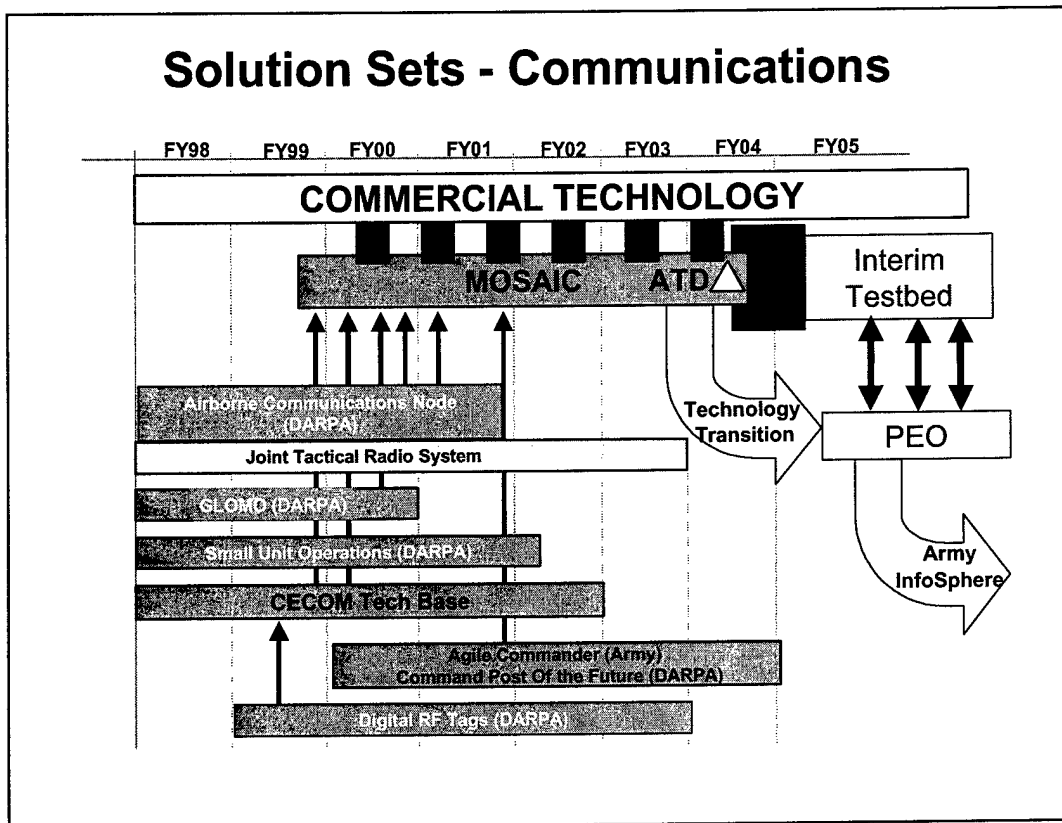 Solution Sets - Communications
FY98 FY99 FY00 FY01 FY02 FY03 FY04 FY05
COMMERCIAL TECHNOLOGY
MOSAIC ATD
Interim
Testbed
Airborne Communications Node
(DARPA)
Technology
Transition
PEO
Joint Tactical Radio System
GLOMO (DARPA)
Small Unit Operations (DARPA)
Army
InfoSphere
CECOM Tech Base
Agile Commander (Army)
Command Post Of the Future (DARPA)
Digital RF Tags (DARPA)